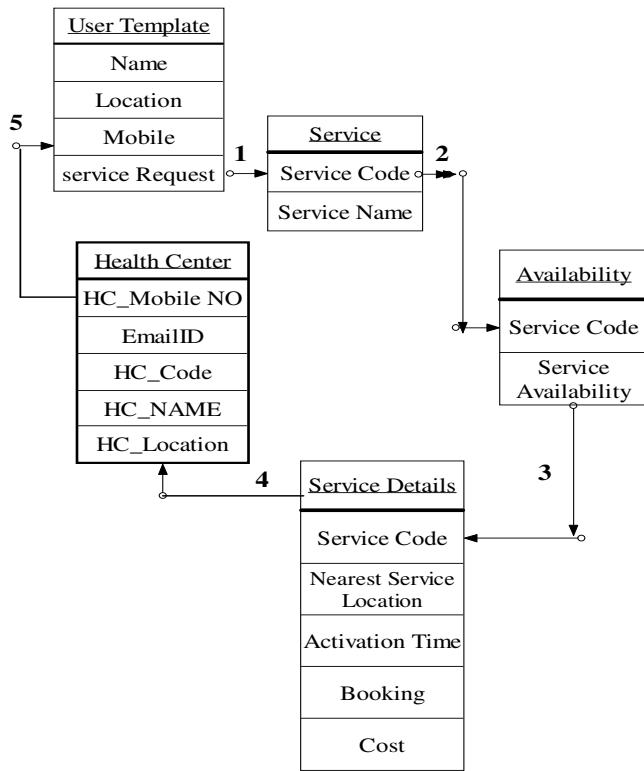 User Template
Name
Location
Mobile
service Request
5
1
Service
Service Code
Service Name
2
Health Center
HC_Mobile NO
EmailID
HC_Code
HC_NAME
HC_Location
Availability
Service Code
Service
Availability
3
4
Service Details
Service Code
Nearest Service
Location
Activation Time
Booking
Cost